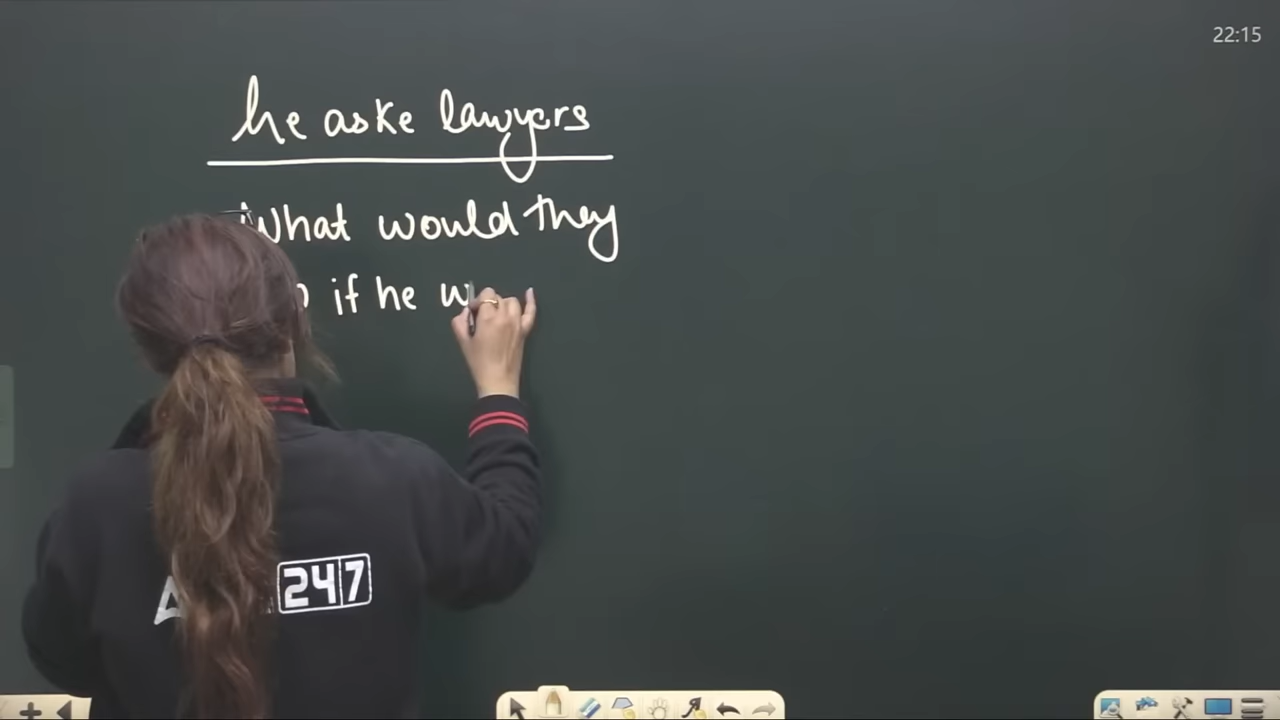 22:15
he aske lawyers
What would they
if he w
247